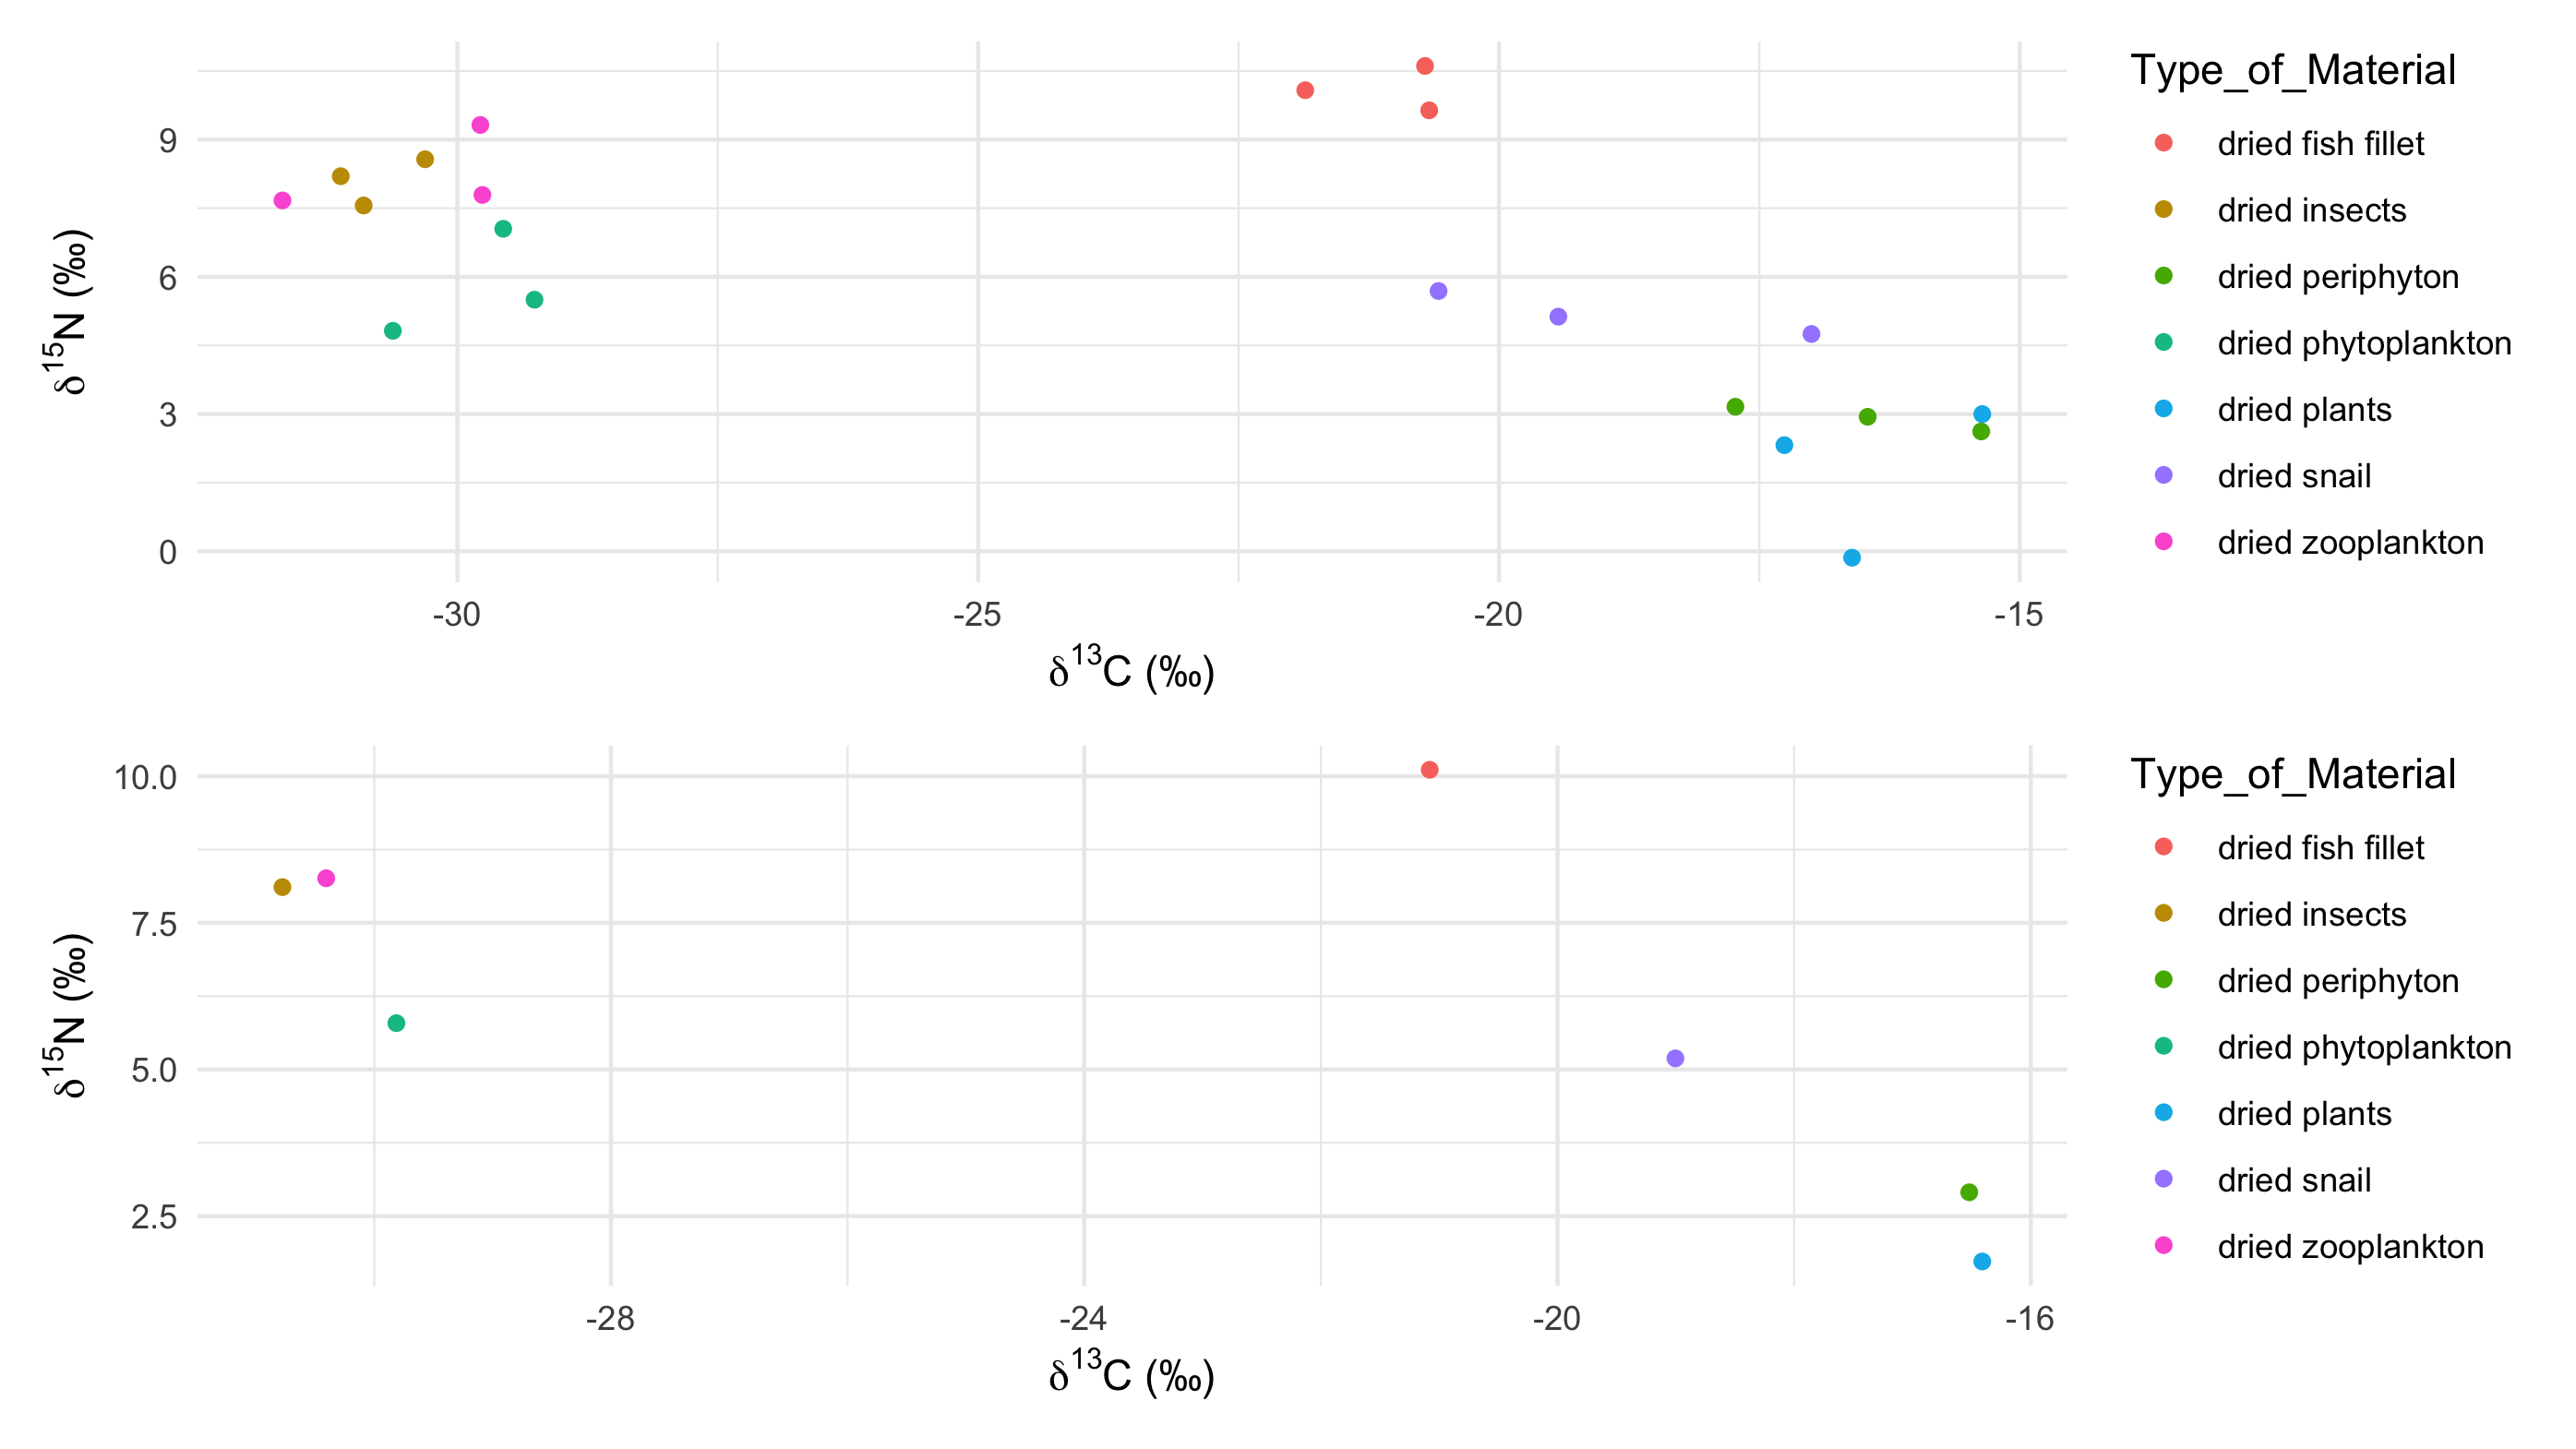 Type_of_Material
dried fish fillet
dried insects
dried periphyton
dried phytoplankton
dried plants
dried snail
dried zooplankton
9
6
3
0
δ¹⁵N (‰)
-30 -25 -20 -15
δ¹³C (‰)
Type_of_Material
dried fish fillet
dried insects
dried periphyton
dried phytoplankton
dried plants
dried snail
dried zooplankton
10.0
7.5
5.0
2.5
δ¹⁵N (‰)
-28 -24 -20 -16
δ¹³C (‰)